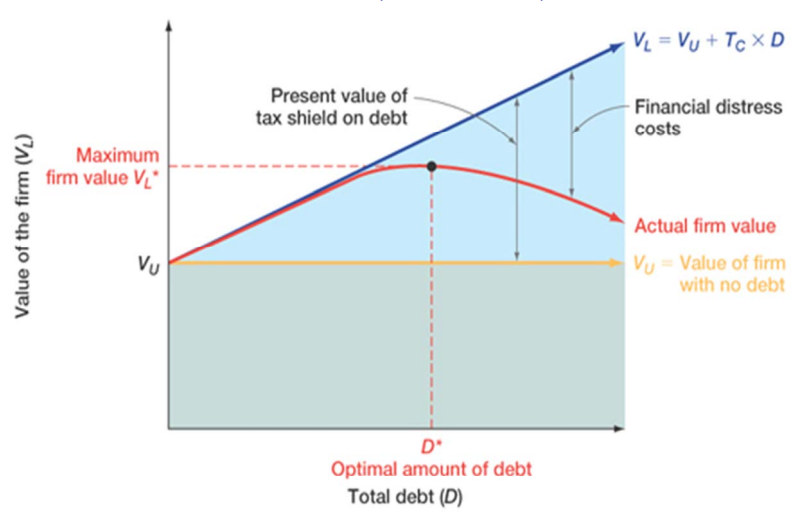 V_L = V_U + T_C × D
Present value of
tax shield on debt
Financial distress
costs
Maximum
firm value V_L*
Value of the firm (V_L)
Actual firm value
V_U
V_U = Value of firm
with no debt
D*
Optimal amount of debt
Total debt (D)